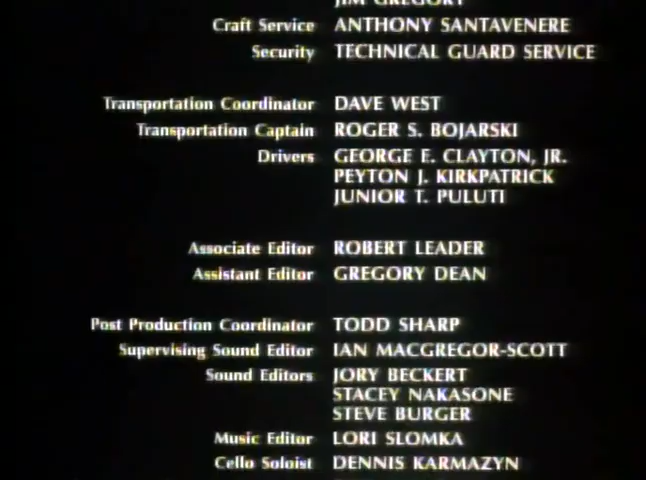 JIM GREGORY
Craft Service ANTHONY SANTAVENERE
Security TECHNICAL GUARD SERVICE
Transportation Coordinator DAVE WEST
Transportation Captain ROGER S. BOJARSKI
Drivers GEORGE E. CLAYTON, JR.
PEYTON J. KIRKPATRICK
JUNIOR T. PULUTI
Associate Editor ROBERT LEADER
Assistant Editor GREGORY DEAN
Post Production Coordinator TODD SHARP
Supervising Sound Editor IAN MACGREGOR-SCOTT
Sound Editors JORY BECKERT
STACEY NAKASONE
STEVE BURGER
Music Editor LORI SLOMKA
Cello Soloist DENNIS KARMAZYN